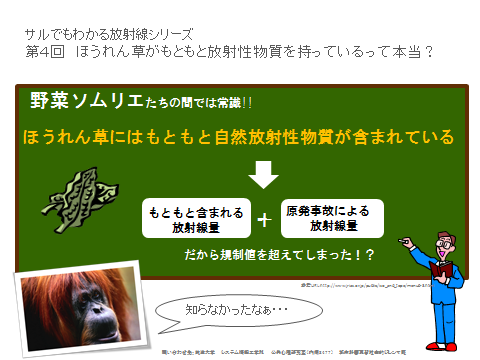 サルでもわかる放射線シリーズ
第4回　ほうれん草がもともと放射性物質を持っているって本当？
野菜ソムリエたちの間では常識!!
ほうれん草にはもともと自然放射性物質が含まれている
もともと含まれる
放射線量
＋
原発事故による
放射線量
だから規制値を超えてしまった！？
知らなかったなぁ･･･